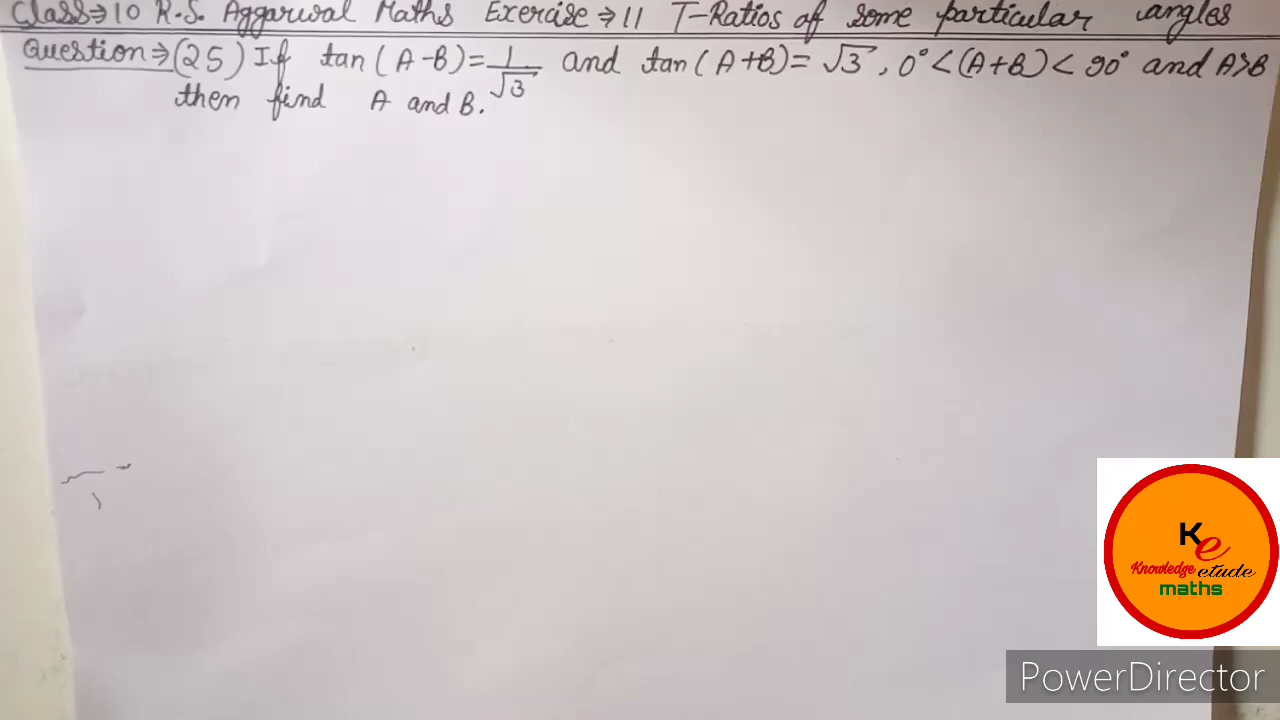 Class⇒10 R.S. Aggarwal Maths Exercise⇒11 T-Ratios of some particular angles
Question⇒(25) If tan(A-B)=1/√3 and tan(A+B)=√3, 0°<(A+B)<90° and A>B
then find A and B.
Ke
Knowledge etude
maths
PowerDirector